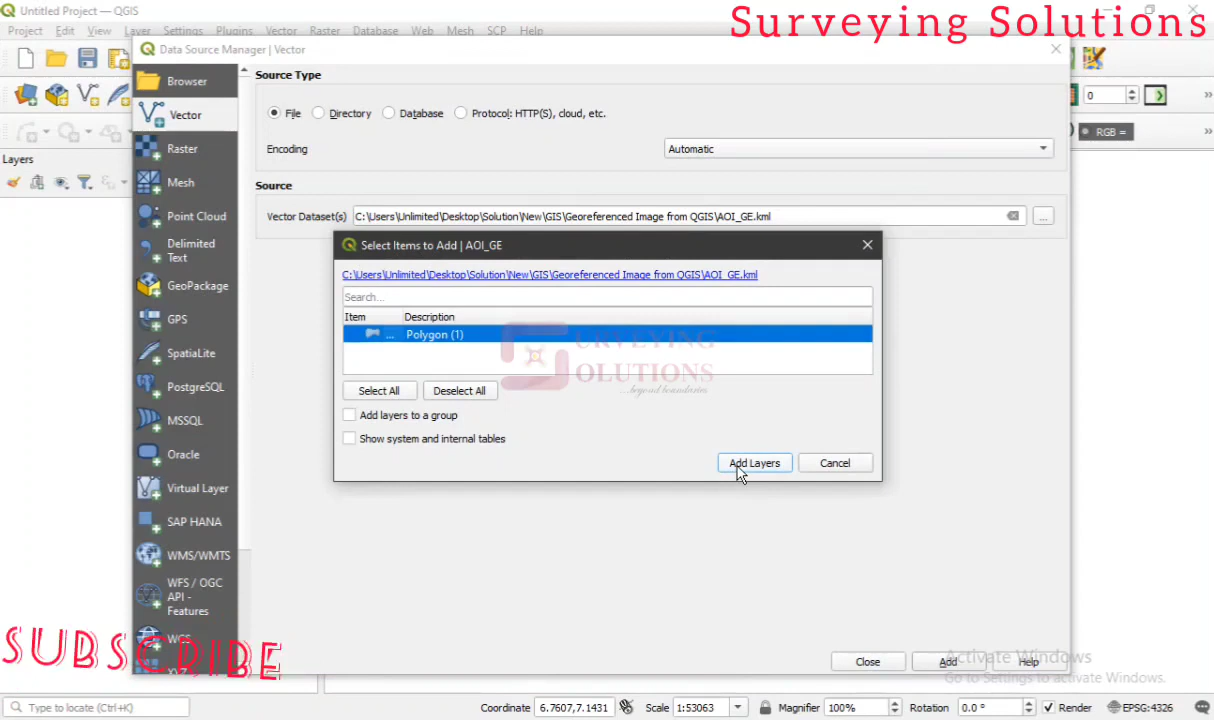 Untitled Project — QGIS
Surveying Solutions
Project Edit View Layer Settings Plugins Vector Raster Database Web Mesh SCP Help
Data Source Manager | Vector
Browser
Vector
Raster
Mesh
Point Cloud
Delimited
Text
GeoPackage
GPS
SpatiaLite
PostgreSQL
MSSQL
Oracle
Virtual Layer
SAP HANA
WMS/WMTS
WFS / OGC
API -
Features
WCS
XYZ
Layers
Source Type
File Directory Database Protocol: HTTP(S), cloud, etc.
Encoding Automatic
Source
Vector Dataset(s) C:\Users\Unlimited\Desktop\Solution\New\GIS\Georeferenced Image from QGIS\AOI_GE.kml ...
Select Items to Add | AOI_GE
C:\Users\Unlimited\Desktop\Solution\New\GIS\Georeferenced Image from QGIS\AOI_GE.kml
Search...
Item Description
... Polygon (1)
URVEYING
OLUTIONS
...beyond boundaries
Select All Deselect All
Add layers to a group
Show system and internal tables
Add Layers Cancel
0
RGB =
SUBSCRIBE
Close Add Help
Activate Windows
Go to Settings to activate Windows.
Type to locate (Ctrl+K) Coordinate 6.7607,7.1431 Scale 1:53063 Magnifier 100% Rotation 0.0 ° Render EPSG:4326